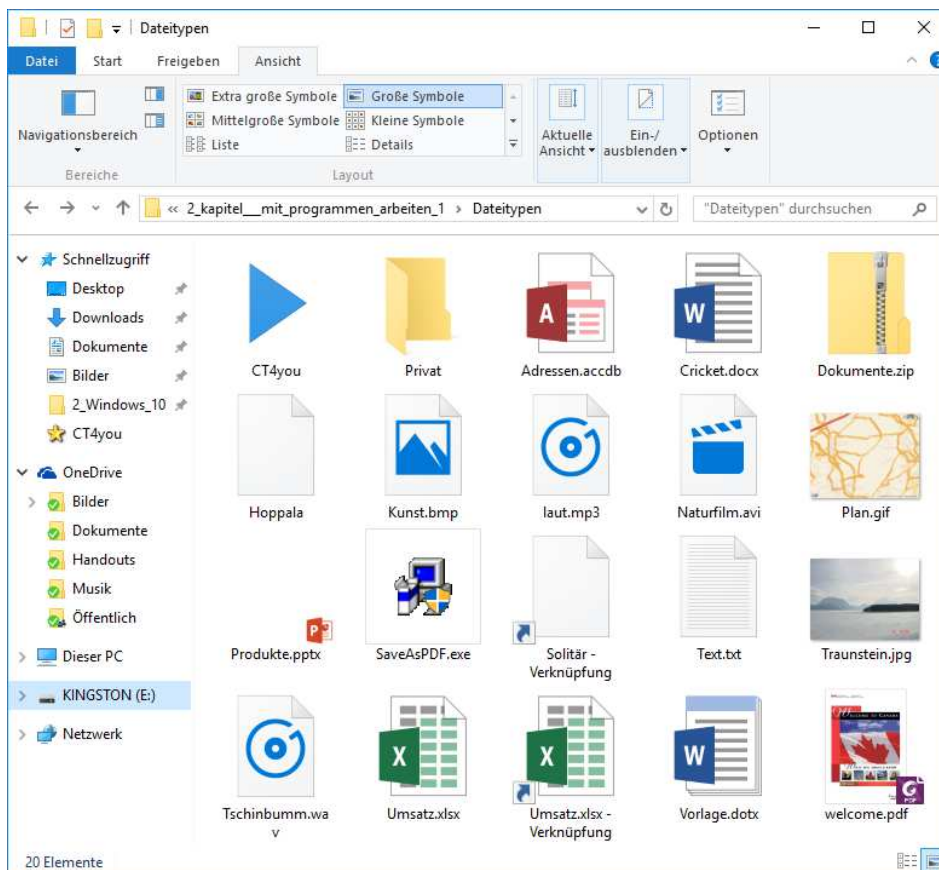 Dateitypen
Datei Start Freigeben Ansicht
Navigationsbereich
Extra große Symbole
Große Symbole
Mittelgroße Symbole
Kleine Symbole
Liste
Details
Aktuelle
Ansicht
Ein-/
ausblenden
Optionen
Bereiche
Layout
« 2_kapitel__mit_programmen_arbeiten_1 › Dateitypen
"Dateitypen" durchsuchen
Schnellzugriff
Desktop
Downloads
Dokumente
Bilder
2_Windows_10
CT4you
OneDrive
Bilder
Dokumente
Handouts
Musik
Öffentlich
Dieser PC
KINGSTON (E:)
Netzwerk
CT4you
Privat
A
Adressen.accdb
W
Cricket.docx
Dokumente.zip
Hoppala
Kunst.bmp
laut.mp3
Naturfilm.avi
Plan.gif
P
Produkte.pptx
SaveAsPDF.exe
Solitär -
Verknüpfung
Text.txt
Traunstein.jpg
Tschinbumm.wa
v
X
Umsatz.xlsx
X
Umsatz.xlsx -
Verknüpfung
W
Vorlage.dotx
PDF
welcome.pdf
20 Elemente